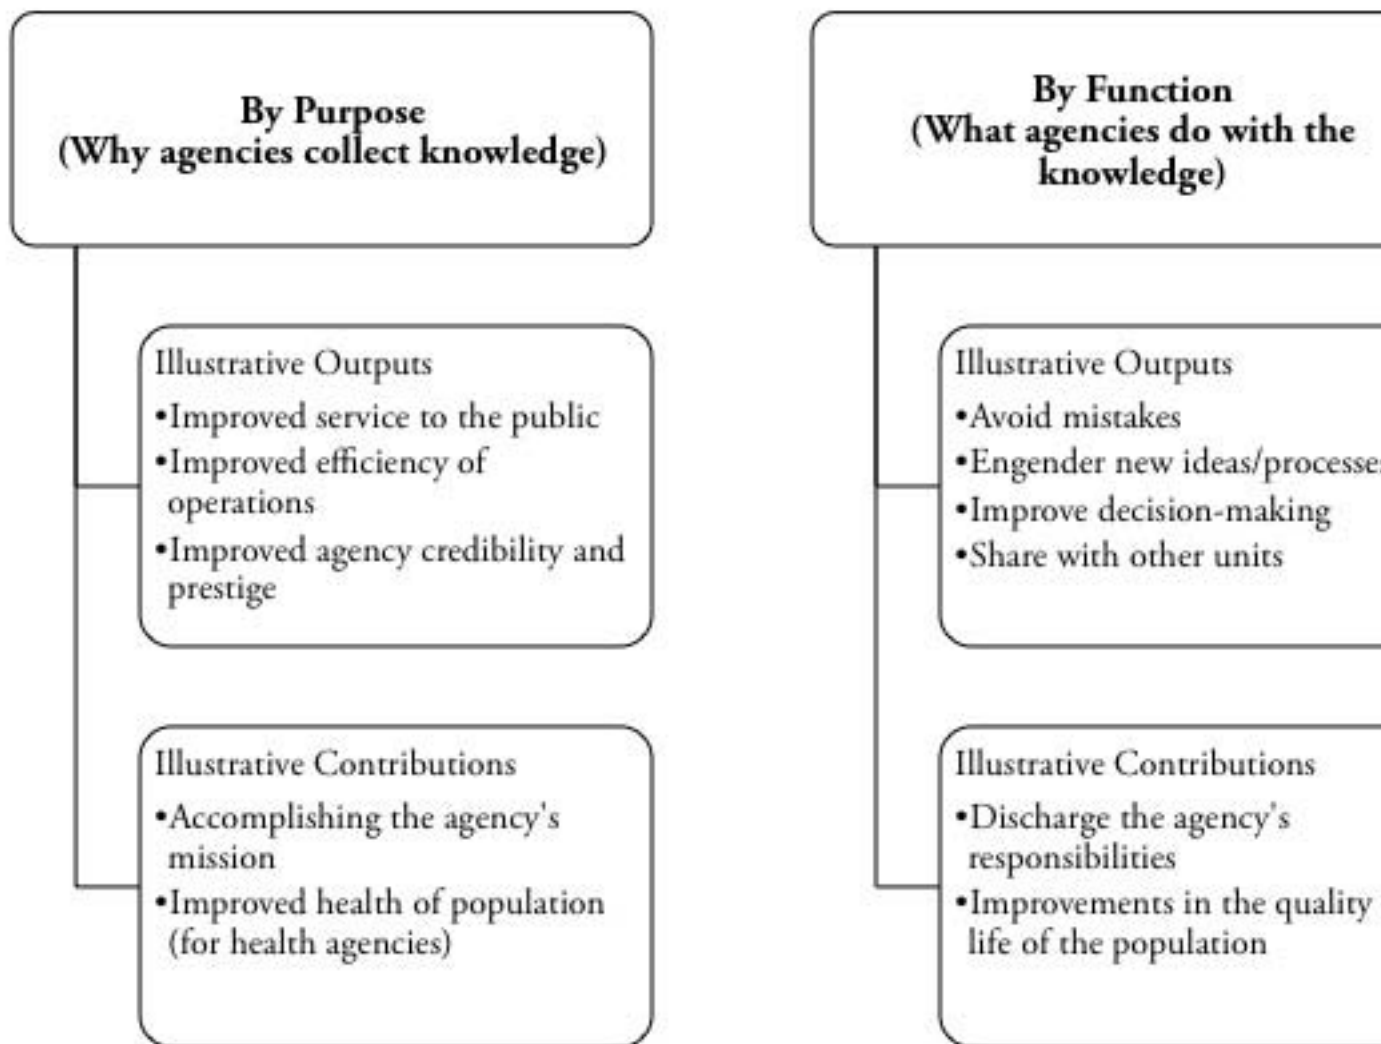 By Purpose
(Why agencies collect knowledge)
Illustrative Outputs
•Improved service to the public
•Improved efficiency of
operations
•Improved agency credibility and
prestige
Illustrative Contributions
•Accomplishing the agency's
mission
•Improved health of population
(for health agencies)
By Function
(What agencies do with the
knowledge)
Illustrative Outputs
•Avoid mistakes
•Engender new ideas/processes
•Improve decision-making
•Share with other units
Illustrative Contributions
•Discharge the agency's
responsibilities
•Improvements in the quality
life of the population